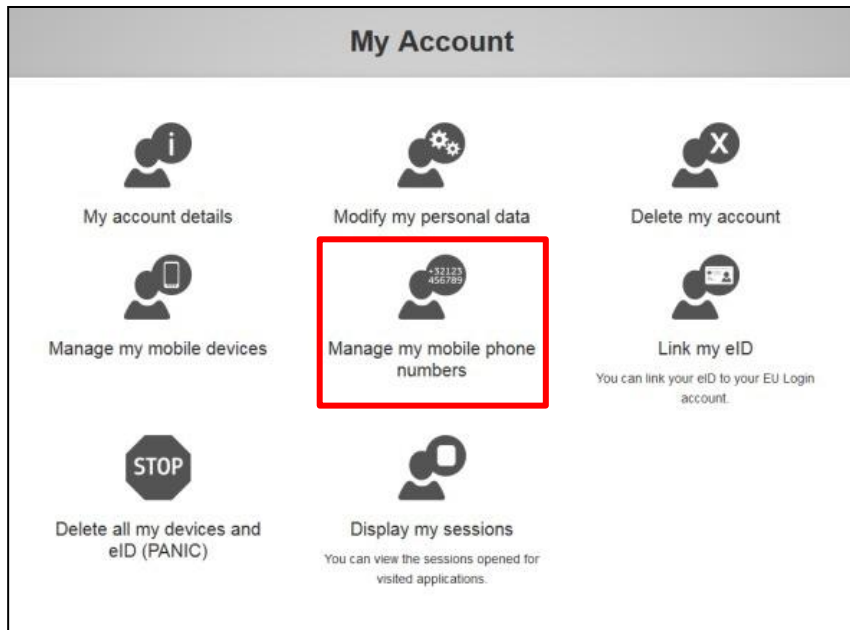 My Account
i
X
My account details
Modify my personal data
Delete my account
+32123
456789
Manage my mobile devices
Manage my mobile phone
numbers
Link my eID
You can link your eID to your EU Login
account.
STOP
Delete all my devices and
eID (PANIC)
Display my sessions
You can view the sessions opened for
visited applications.